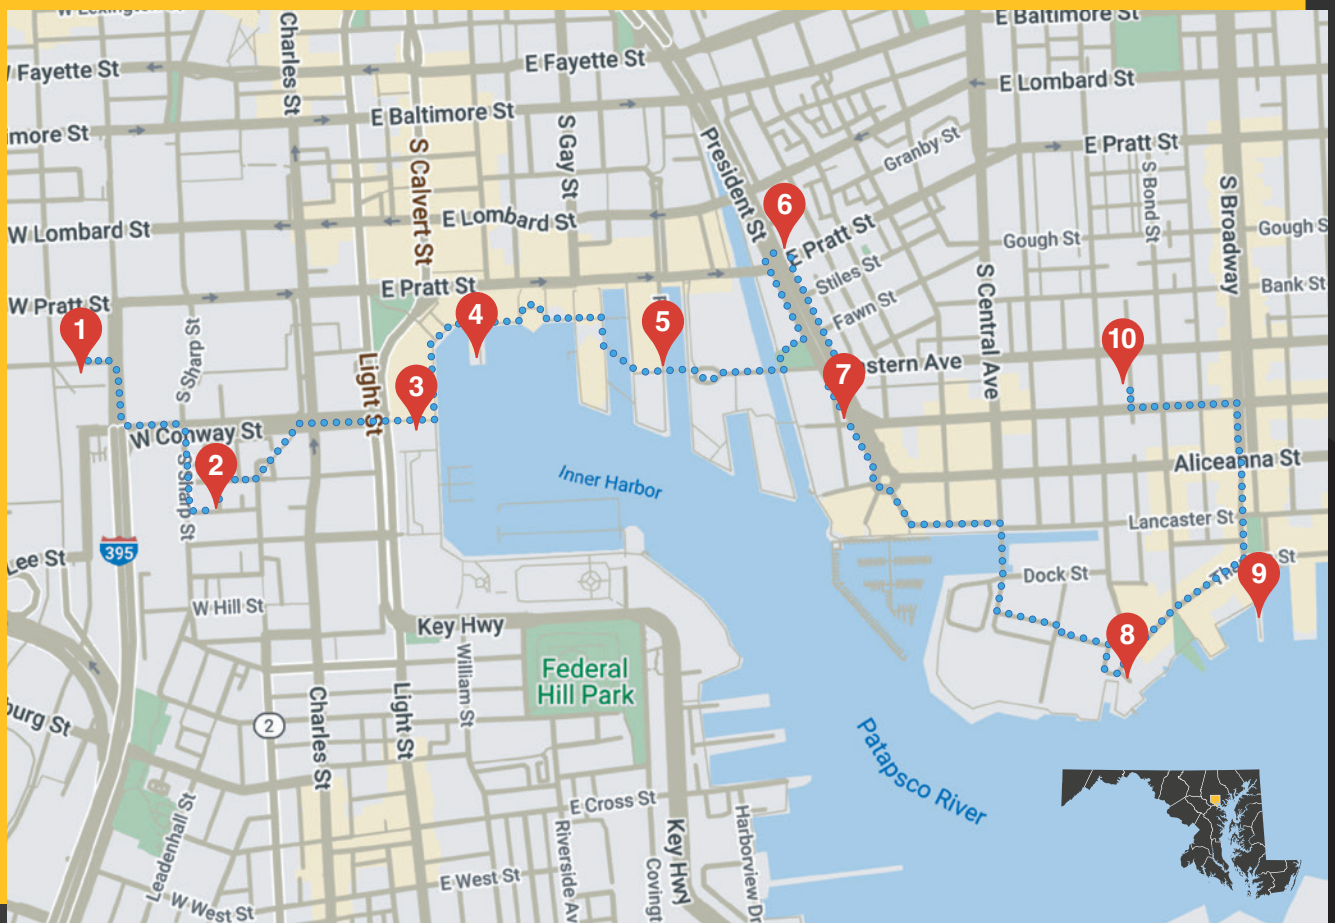 Charles St
E Baltimore St
W Fayette St
E Fayette St
E Lombard St
E Baltimore St
imore St
S Calvert St
S Gay St
President St
Granby St
E Pratt St
S Bond St
S Broadway
6
W Lombard St
E Lombard St
E Pratt St
Gough St
Gough S
Stiles St
S Central Ave
E Pratt St
Bank St
W Pratt St
Fawn St
1
S Sharp St
4
5
10
Light St
3
7
astern Ave
W Conway St
2
S Sharp St
Inner Harbor
Aliceanna St
Lancaster St
395
Lee St
Dock St
Tha
St
9
W Hill St
Key Hwy
8
William St
Federal
Hill Park
burg St
2
Charles St
Light St
Patapsco River
Leadenhall St
E Cross St
Riverside Av
Key Hwy
Harborview Dr
Covingt
E West St
W West St